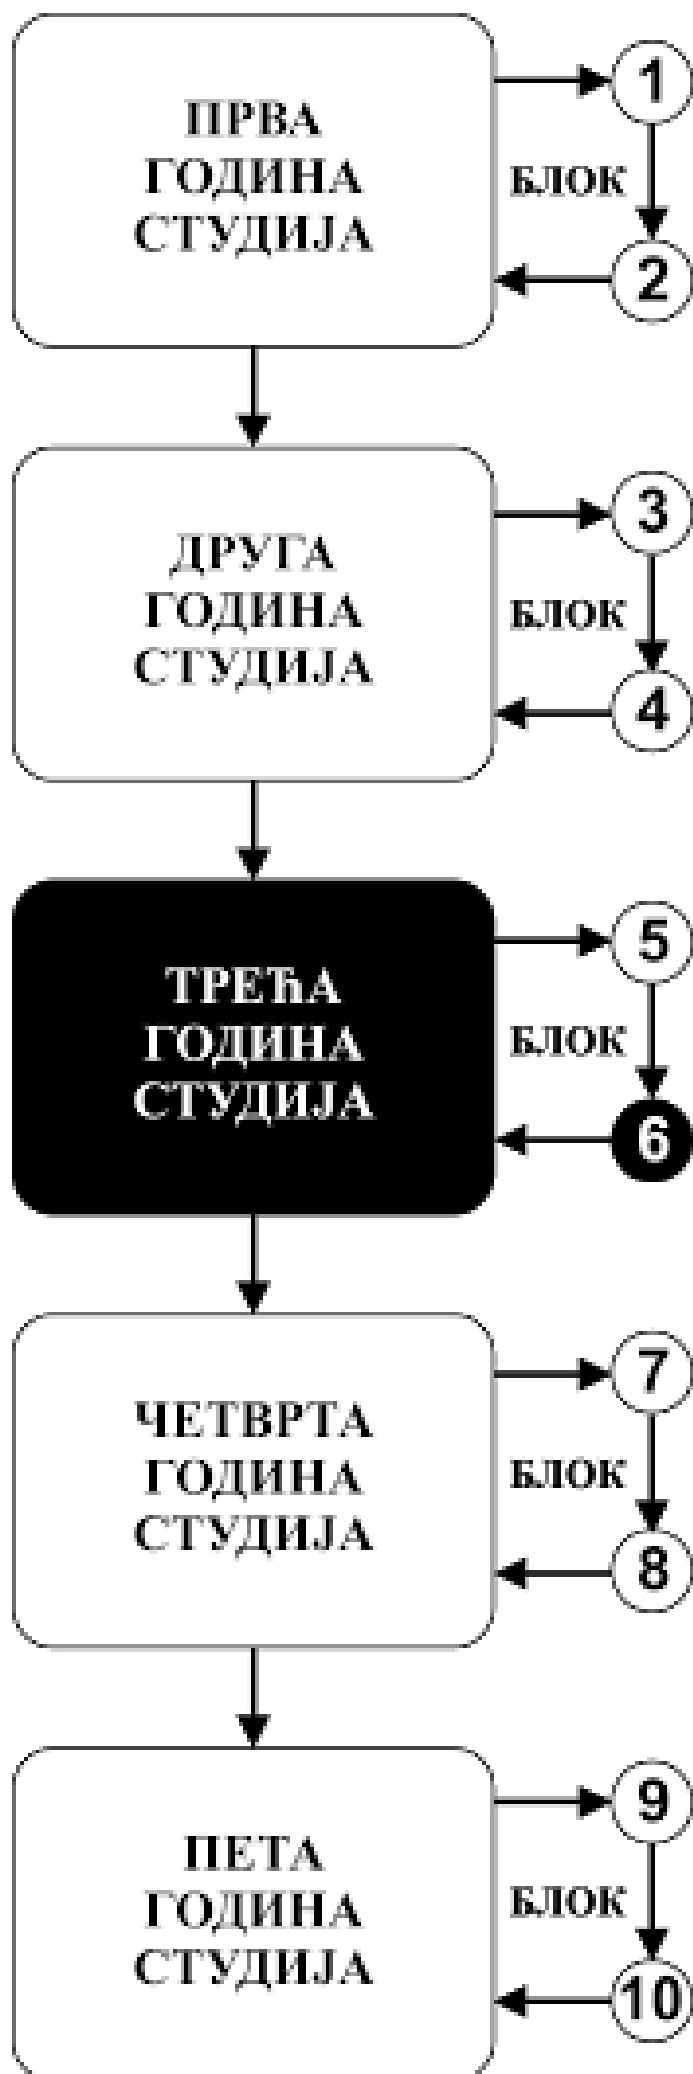 ПРВА
ГОДИНА
СТУДИЈА
1
БЛОК
2
ДРУГА
ГОДИНА
СТУДИЈА
3
БЛОК
4
ТРЕЋА
ГОДИНА
СТУДИЈА
5
БЛОК
6
ЧЕТВРТА
ГОДИНА
СТУДИЈА
7
БЛОК
8
ПЕТА
ГОДИНА
СТУДИЈА
9
БЛОК
10